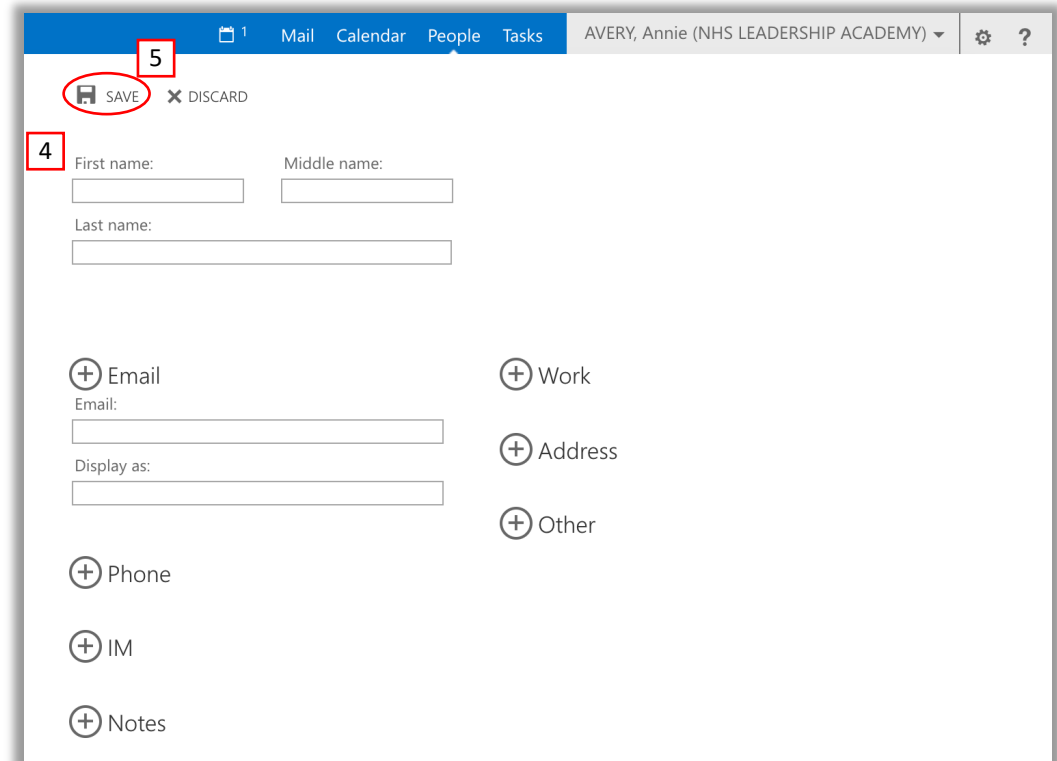 1 Mail Calendar People Tasks AVERY, Annie (NHS LEADERSHIP ACADEMY) ?
5
SAVE DISCARD
4
First name: Middle name:
Last name:
Email Work
Email:
Address
Display as:
Other
Phone
IM
Notes